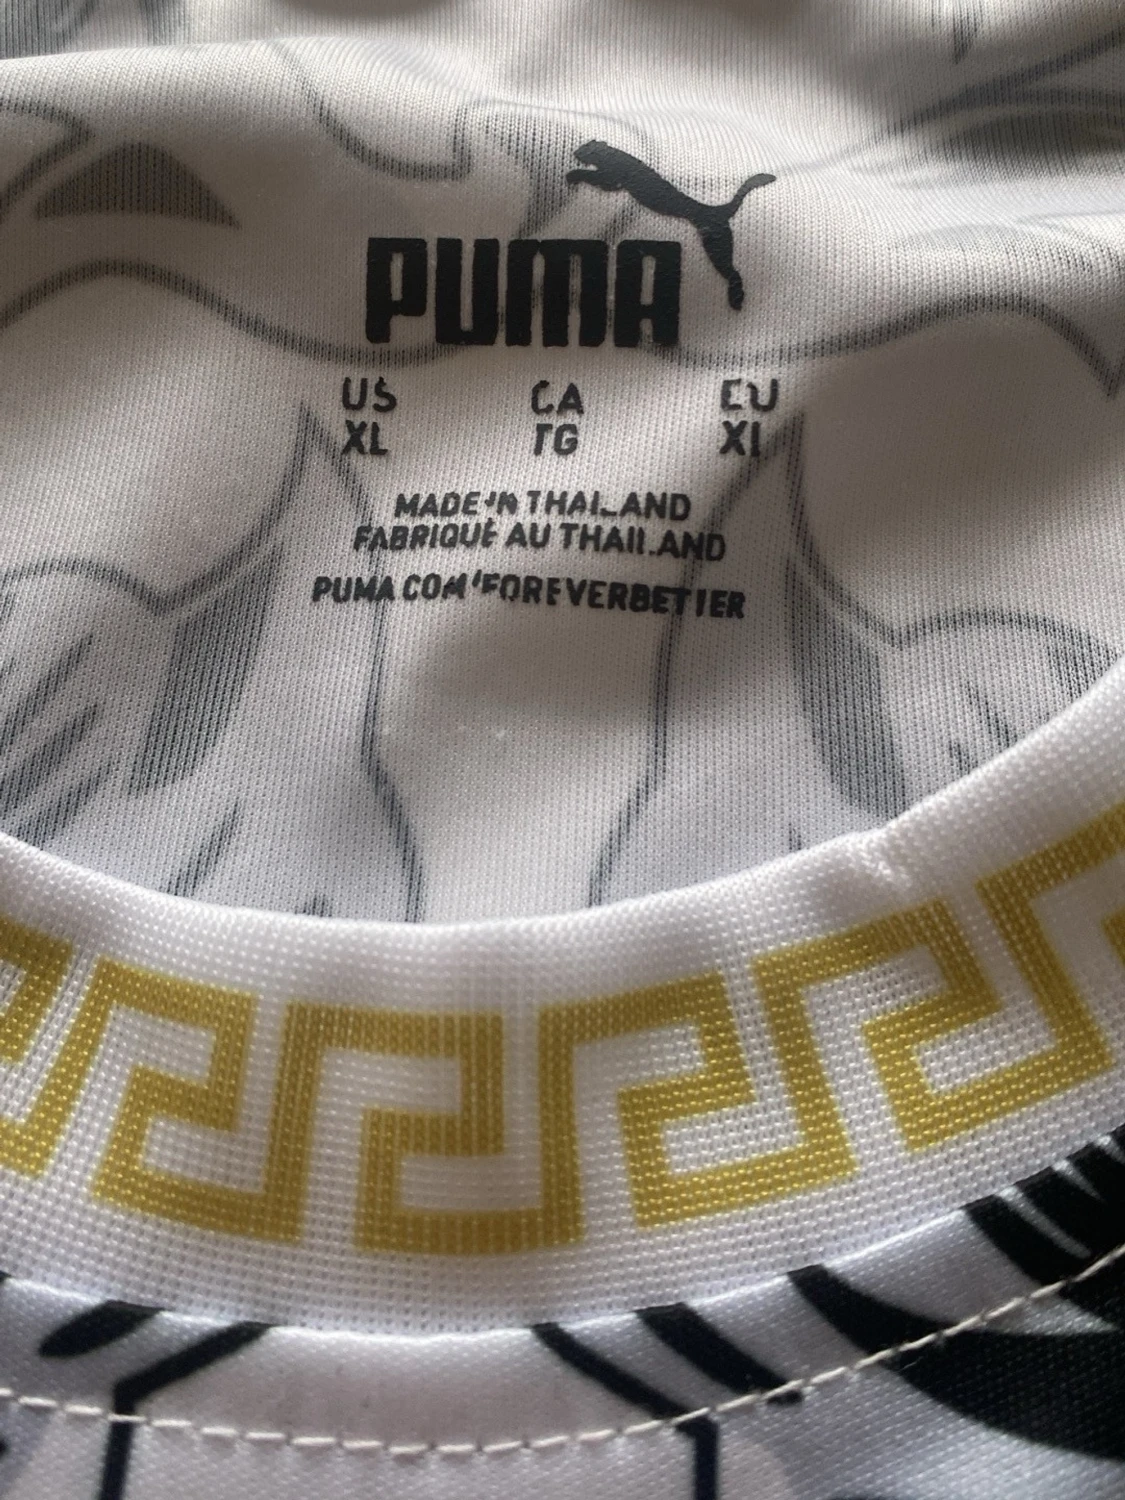 PUMA
US CA EU
XL TG XL
MADE IN THAILAND
FABRIQUÉ AU THAILAND
PUMA.COM/FOREVERBETTER